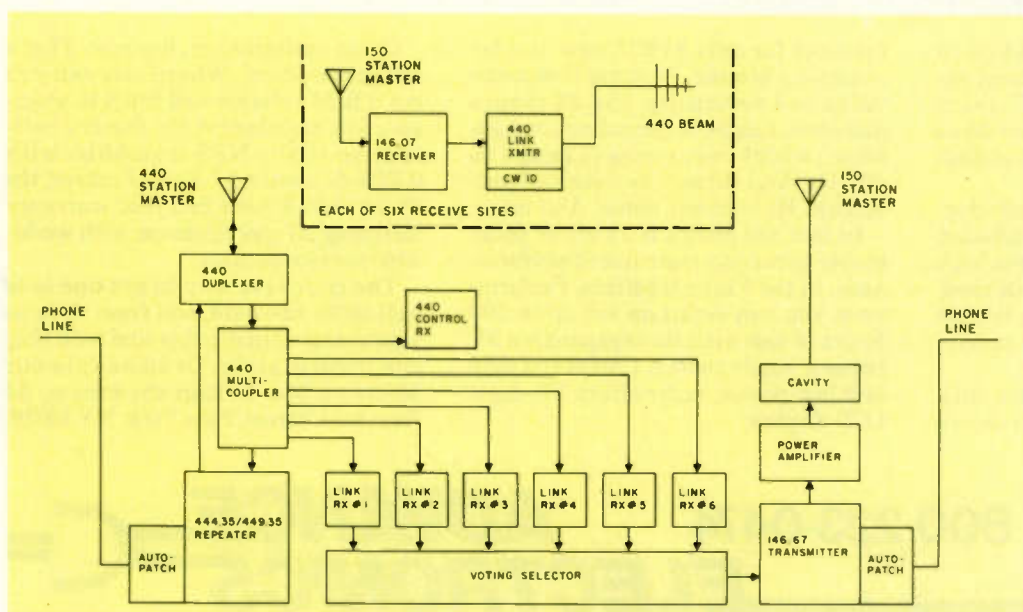 150
STATION
MASTER
146.07
RECEIVER
440
LINK
XMTR
CW ID
440 BEAM
EACH OF SIX RECEIVE SITES
440
STATION
MASTER
150
STATION
MASTER
440
DUPLEXER
PHONE
LINE
440
CONTROL
RX
PHONE
LINE
440
MULTI-
COUPLER
CAVITY
POWER
AMPLIFIER
444.35/449.35
REPEATER
AUTO-
PATCH
LINK
RX#1
LINK
RX#2
LINK
RX#3
LINK
RX#4
LINK
RX#5
LINK
RX#6
VOTING SELECTOR
146.67
TRANSMITTER
AUTO-
PATCH